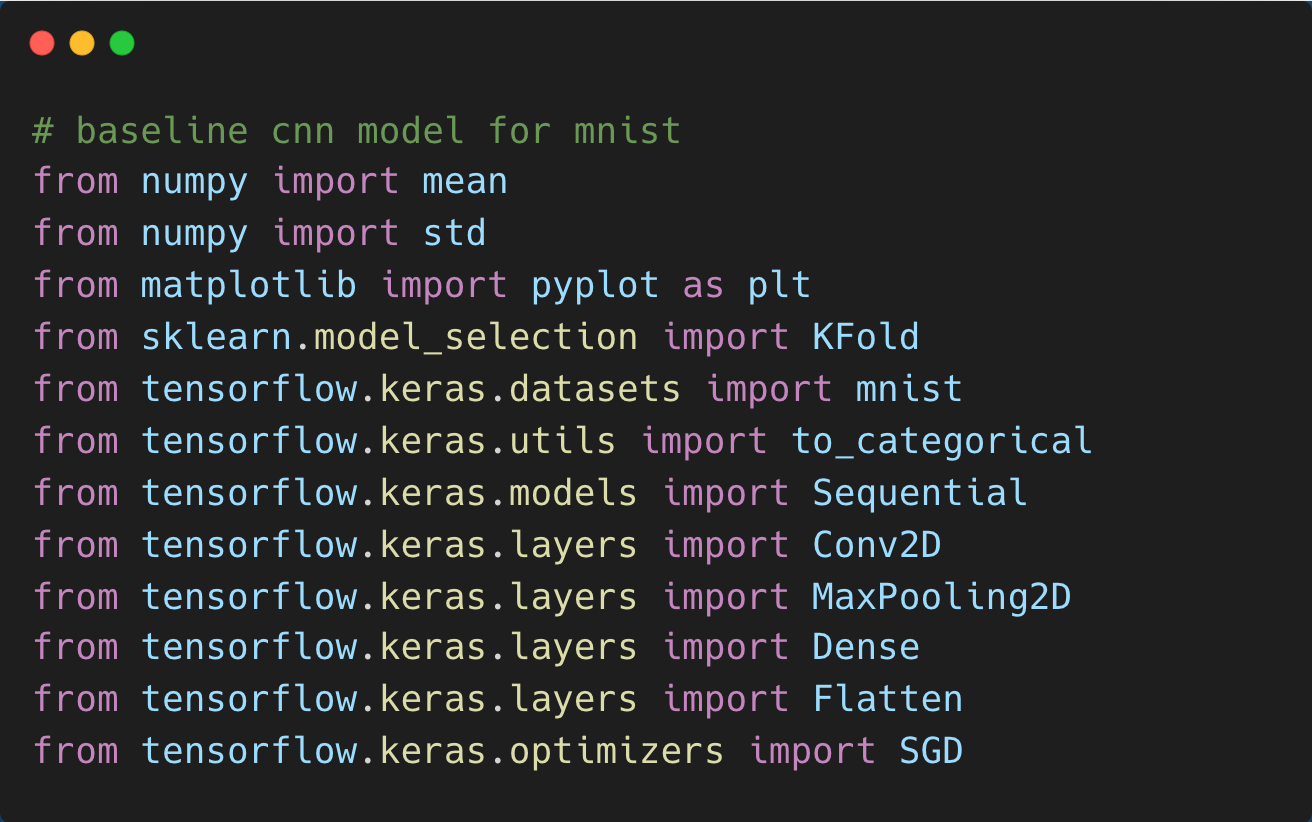 # baseline cnn model for mnist
from numpy import mean
from numpy import std
from matplotlib import pyplot as plt
from sklearn.model_selection import KFold
from tensorflow.keras.datasets import mnist
from tensorflow.keras.utils import to_categorical
from tensorflow.keras.models import Sequential
from tensorflow.keras.layers import Conv2D
from tensorflow.keras.layers import MaxPooling2D
from tensorflow.keras.layers import Dense
from tensorflow.keras.layers import Flatten
from tensorflow.keras.optimizers import SGD